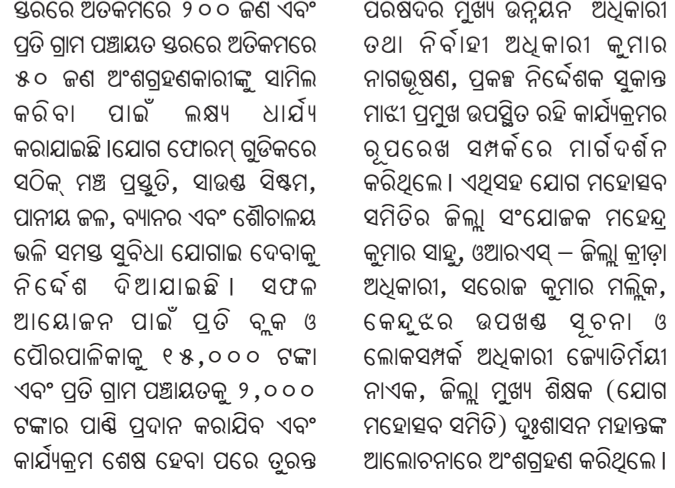 ସ୍ତରରେ ଅତିକମରେ ୨୦୦ ଜଣ ଏବଂ
ପ୍ରତି ଗ୍ରାମ ପଞ୍ଚାୟତ ସ୍ତରରେ ଅତିକମରେ
୫୦ ଜଣ ଅଂଶଗ୍ରହଣକାରୀଙ୍କୁ ସାମିଲ
କରିବା ପାଇଁ ଲକ୍ଷ୍ୟ ଧାର୍ଯ୍ୟ
କରାଯାଇଛି ।ଯୋଗ ଫୋରମ୍ ଗୁଡିକରେ
ସଠିକ୍ ମଞ୍ଚ ପ୍ରସ୍ତୁତି, ସାଉଣ୍ଡ ସିଷ୍ଟମ,
ପାନୀୟ ଜଳ, ବ୍ୟାନର ଏବଂ ଶୌଚାଳୟ
ଭଳି ସମସ୍ତ ସୁବିଧା ଯୋଗାଇ ଦେବାକୁ
ନିର୍ଦ୍ଦେଶ ଦିଆଯାଇଛି । ସଫଳ
ଆୟୋଜନ ପାଇଁ ପ୍ରତି ବ୍ଲକ ଓ
ପୌରପାଳିକାକୁ ୧୫,୦୦୦ ଟଙ୍କା
ଏବଂ ପ୍ରତି ଗ୍ରାମ ପଞ୍ଚାୟତକୁ ୨,୦୦୦
ଟଙ୍କାର ପାଣ୍ଠି ପ୍ରଦାନ କରାଯିବ ଏବଂ
କାର୍ଯ୍ୟକ୍ରମ ଶେଷ ହେବା ପରେ ତୁରନ୍ତ
ପରିଷଦର ମୁଖ୍ୟ ଉନ୍ନୟନ ଅଧିକାରୀ
ତଥା ନିର୍ବାହୀ ଅଧିକାରୀ କୁମାର
ନାଗଭୂଷଣ, ପ୍ରକଳ୍ପ ନିର୍ଦ୍ଦେଶକ ସୁକାନ୍ତ
ମାଝୀ ପ୍ରମୁଖ ଉପସ୍ଥିତ ରହି କାର୍ଯ୍ୟକ୍ରମର
ରୂପରେଖ ସମ୍ପର୍କରେ ମାର୍ଗଦର୍ଶନ
କରିଥିଲେ । ଏଥିସହ ଯୋଗ ମହୋତ୍ସବ
ସମିତିର ଜିଲ୍ଲା ସଂଯୋଜକ ମହେନ୍ଦ୍ର
କୁମାର ସାହୁ, ଓଆରଏସ୍ – ଜିଲ୍ଲା କ୍ରୀଡ଼ା
ଅଧିକାରୀ, ସରୋଜ କୁମାର ମଲ୍ଲିକ,
କେନ୍ଦୁଝର ଉପଖଣ୍ଡ ସୂଚନା ଓ
ଲୋକସମ୍ପର୍କ ଅଧିକାରୀ ଜ୍ୟୋତିର୍ମୟୀ
ନାଏକ, ଜିଲ୍ଲା ମୁଖ୍ୟ ଶିକ୍ଷକ (ଯୋଗ
ମହୋତ୍ସବ ସମିତି) ଦୁଃଶାସନ ମହାନ୍ତଙ୍କ
ଆଲୋଚନାରେ ଅଂଶଗ୍ରହଣ କରିଥିଲେ ।